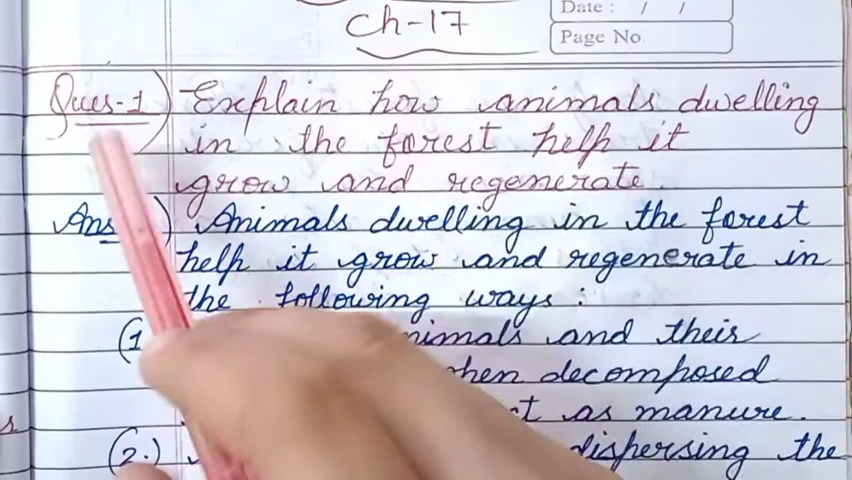 Date : / /
Ch-17
Page No.
Ques-1) Explain how animals dwelling
in the forest help it
grow and regenerate.
Ans) Animals dwelling in the forest
help it grow and regenerate in
the following ways :
(1 animals and their
when decomposed
as manure.
(2.) dispersing the